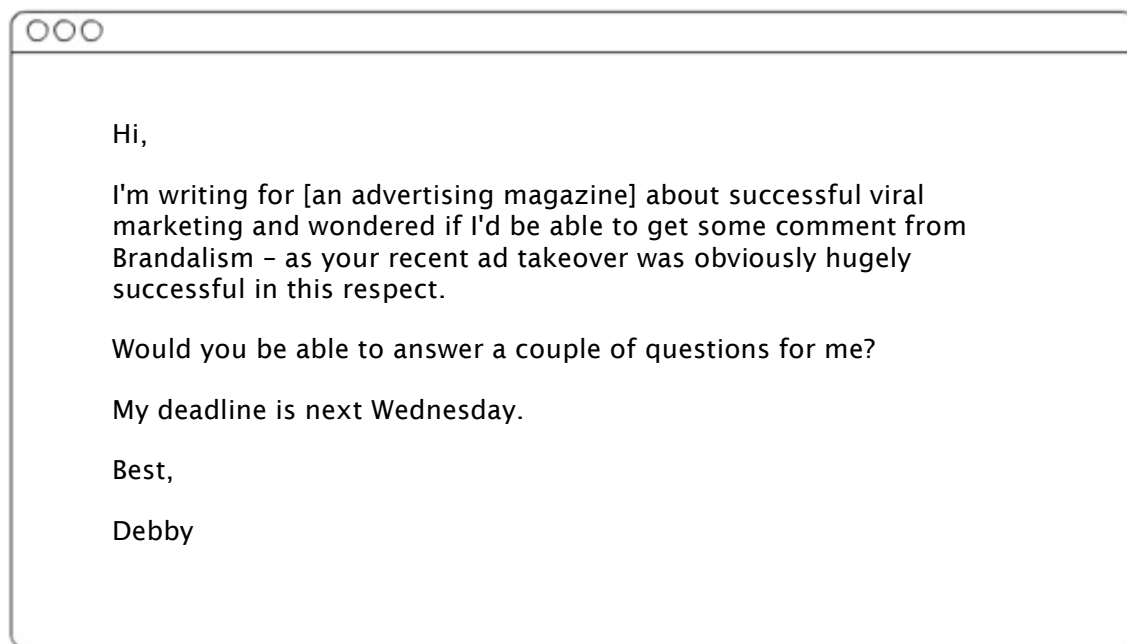 Hi,
I'm writing for [an advertising magazine] about successful viral
marketing and wondered if I'd be able to get some comment from
Brandalism – as your recent ad takeover was obviously hugely
successful in this respect.
Would you be able to answer a couple of questions for me?
My deadline is next Wednesday.
Best,
Debby